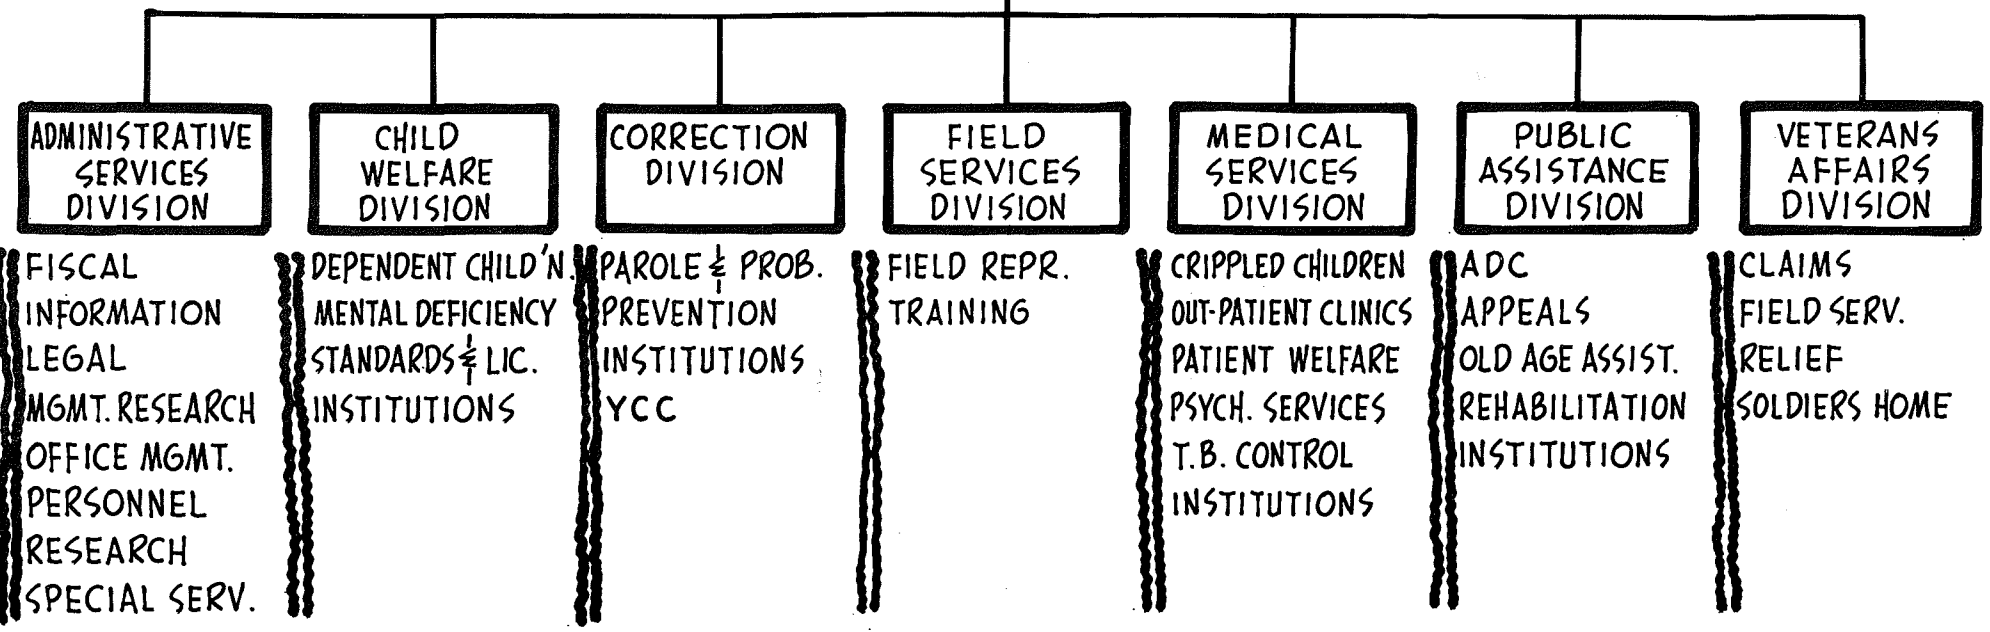 ADMINISTRATIVE
SERVICES
DIVISION
FISCAL
INFORMATION
LEGAL
MGMT. RESEARCH
OFFICE MGMT.
PERSONNEL
RESEARCH
SPECIAL SERV.
CHILD
WELFARE
DIVISION
DEPENDENT CHILD'N.
MENTAL DEFICIENCY
STANDARDS & LIC.
INSTITUTIONS
CORRECTION
DIVISION
PAROLE & PROB.
PREVENTION
INSTITUTIONS
YCC
FIELD
SERVICES
DIVISION
FIELD REPR.
TRAINING
MEDICAL
SERVICES
DIVISION
CRIPPLED CHILDREN
OUT-PATIENT CLINICS
PATIENT WELFARE
PSYCH. SERVICES
T.B. CONTROL
INSTITUTIONS
PUBLIC
ASSISTANCE
DIVISION
ADC
APPEALS
OLD AGE ASSIST.
REHABILITATION
INSTITUTIONS
VETERANS
AFFAIRS
DIVISION
CLAIMS
FIELD SERV.
RELIEF
SOLDIERS HOME